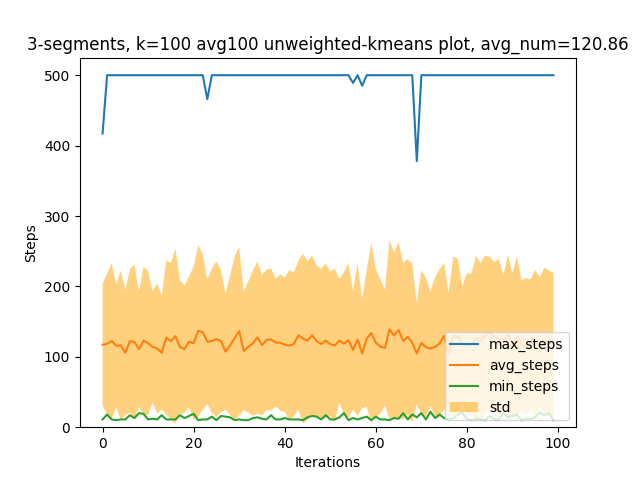 3-segments, k=100 avg100 unweighted-kmeans plot, avg_num=120.86
Steps
500
400
300
200
100
0
0 20 40 60 80 100
Iterations
max_steps
avg_steps
min_steps
std